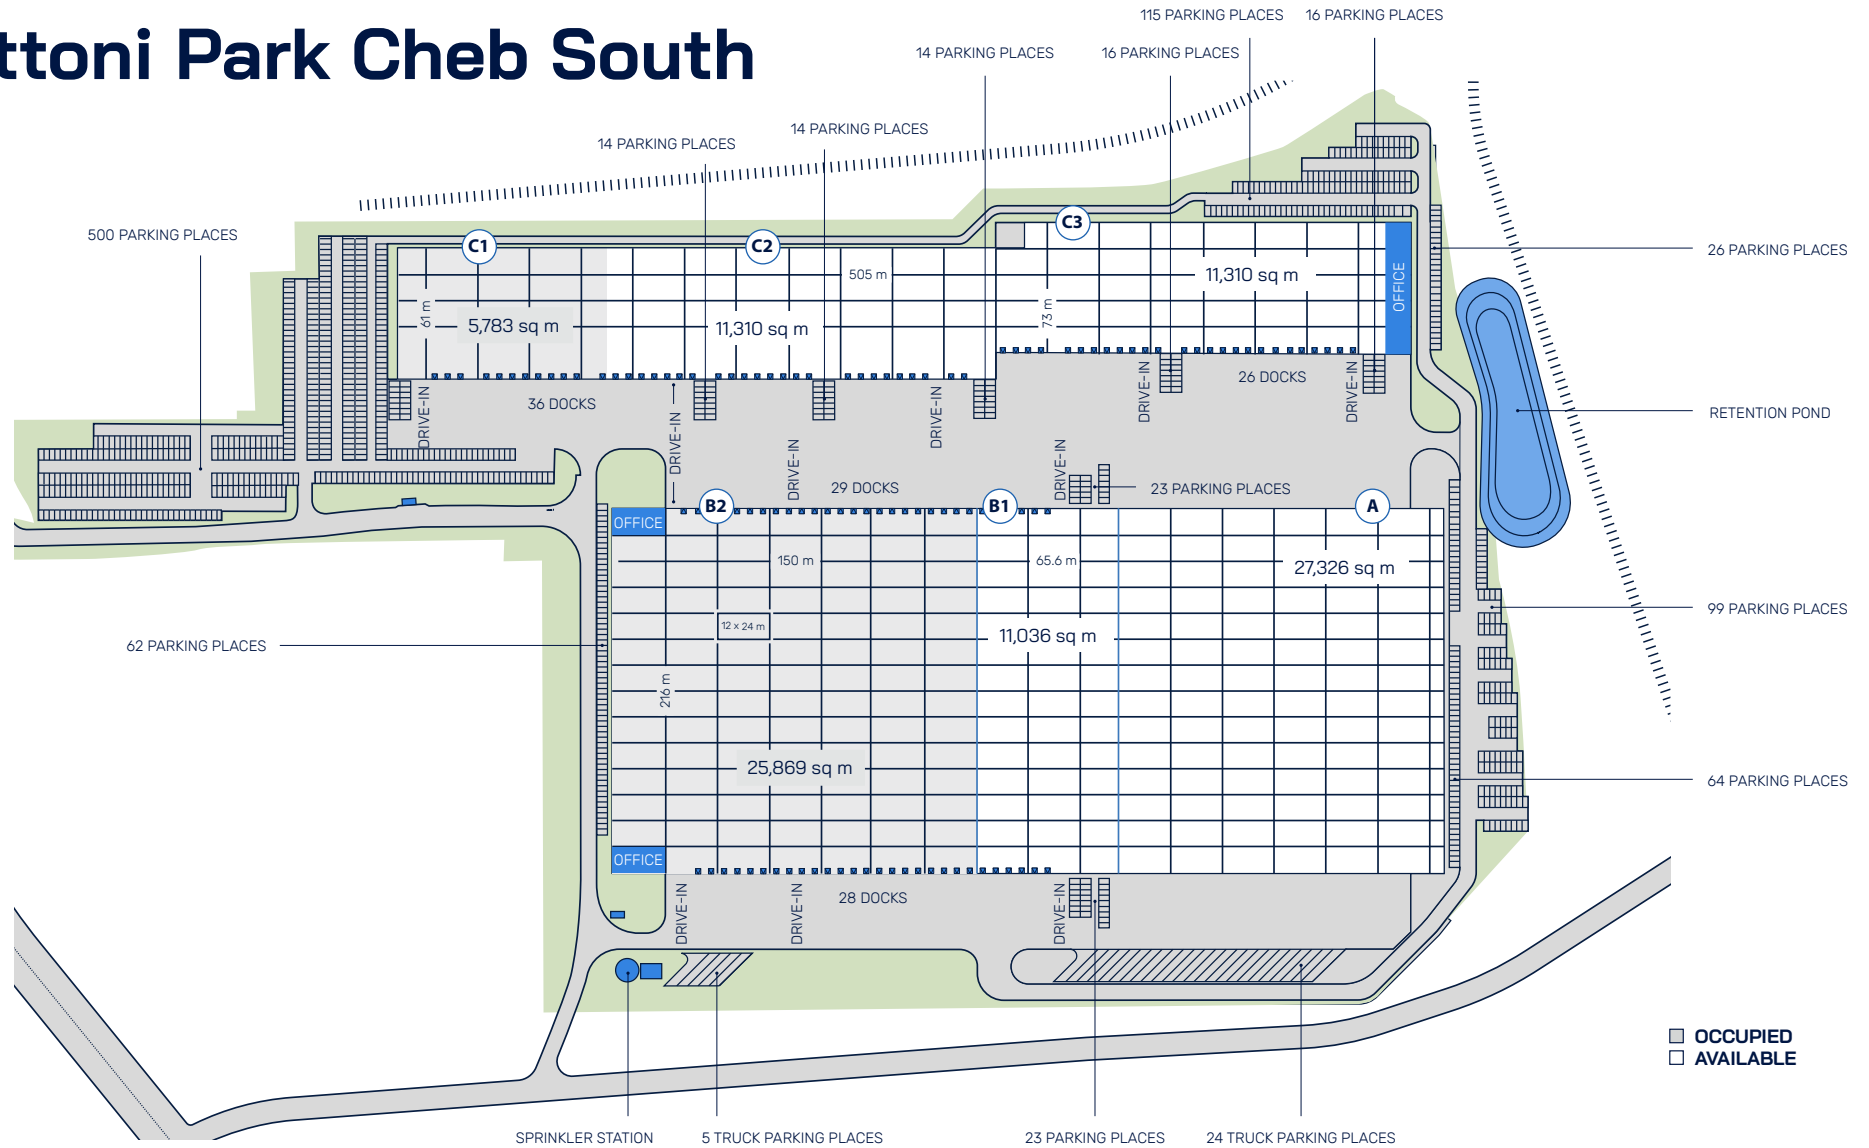 ttoni Park Cheb South
115 PARKING PLACES
16 PARKING PLACES
14 PARKING PLACES
16 PARKING PLACES
14 PARKING PLACES
14 PARKING PLACES
500 PARKING PLACES
C3
C1
C2
26 PARKING PLACES
505 m
11,310 sq m
OFFICE
61 m
5,783 sq m
11,310 sq m
73 m
36 DOCKS
26 DOCKS
DRIVE-IN
DRIVE-IN
DRIVE-IN
DRIVE-IN
DRIVE-IN
RETENTION POND
DRIVE-IN
DRIVE-IN
29 DOCKS
23 PARKING PLACES
OFFICE
B2
B1
A
150 m
65.6 m
27,326 sq m
12 x 24 m
11,036 sq m
99 PARKING PLACES
62 PARKING PLACES
216 m
25,869 sq m
64 PARKING PLACES
OFFICE
DRIVE-IN
DRIVE-IN
28 DOCKS
DRIVE-IN
OCCUPIED
AVAILABLE
SPRINKLER STATION
5 TRUCK PARKING PLACES
23 PARKING PLACES
24 TRUCK PARKING PLACES